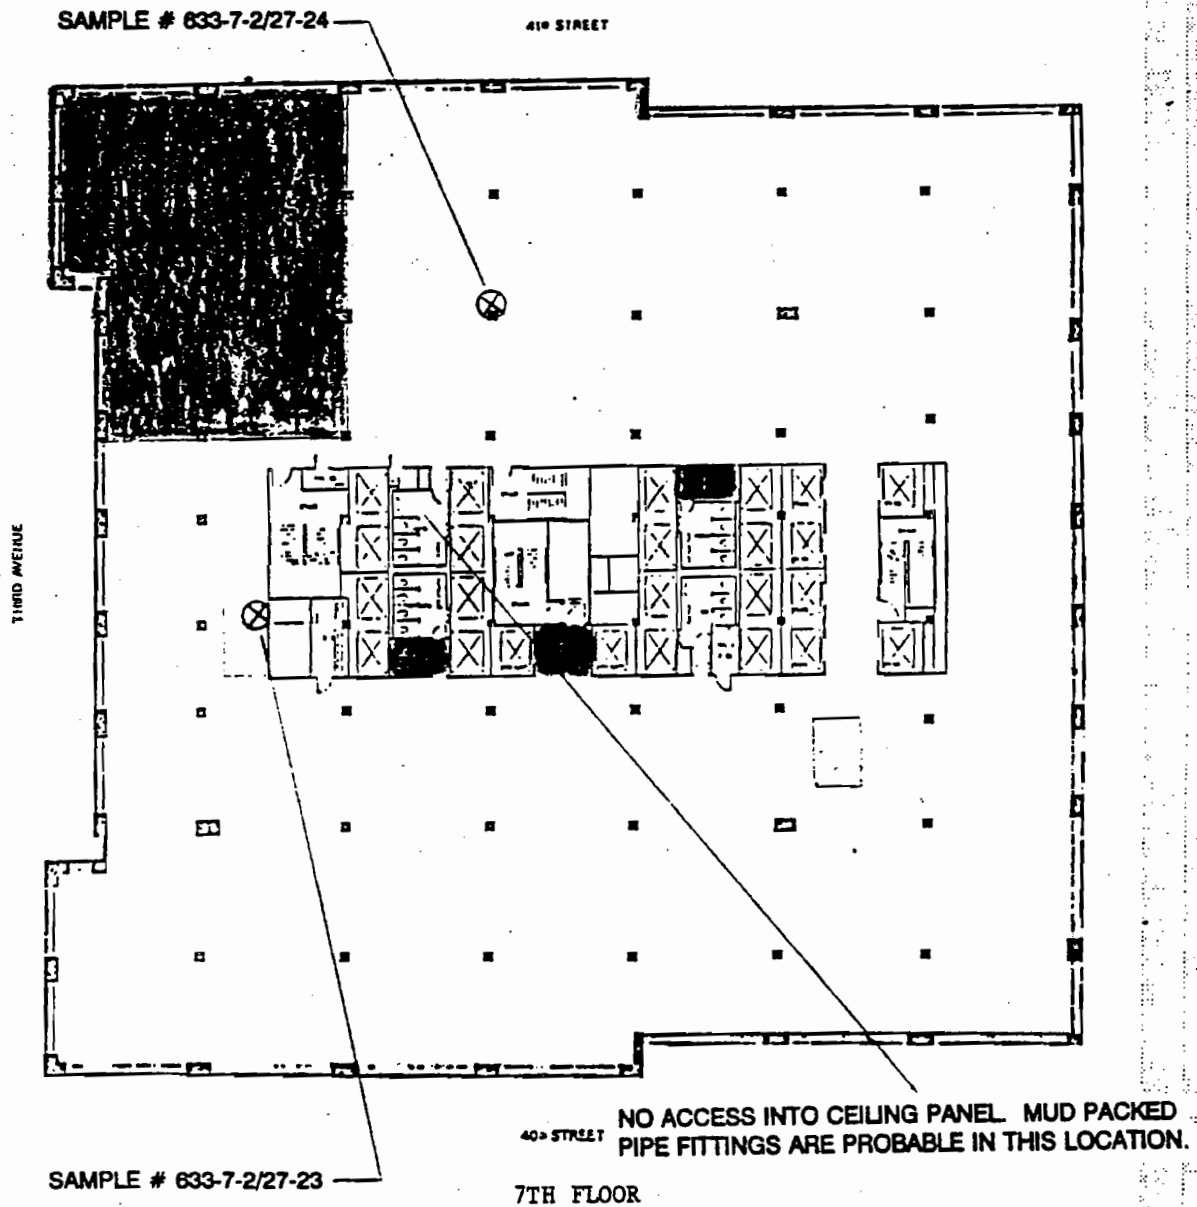 SAMPLE # 633-7-2/27-24
41st STREET
THIRD AVENUE
NO ACCESS INTO CEILING PANEL. MUD PACKED
PIPE FITTINGS ARE PROBABLE IN THIS LOCATION.
40th STREET
SAMPLE # 633-7-2/27-23
7TH FLOOR